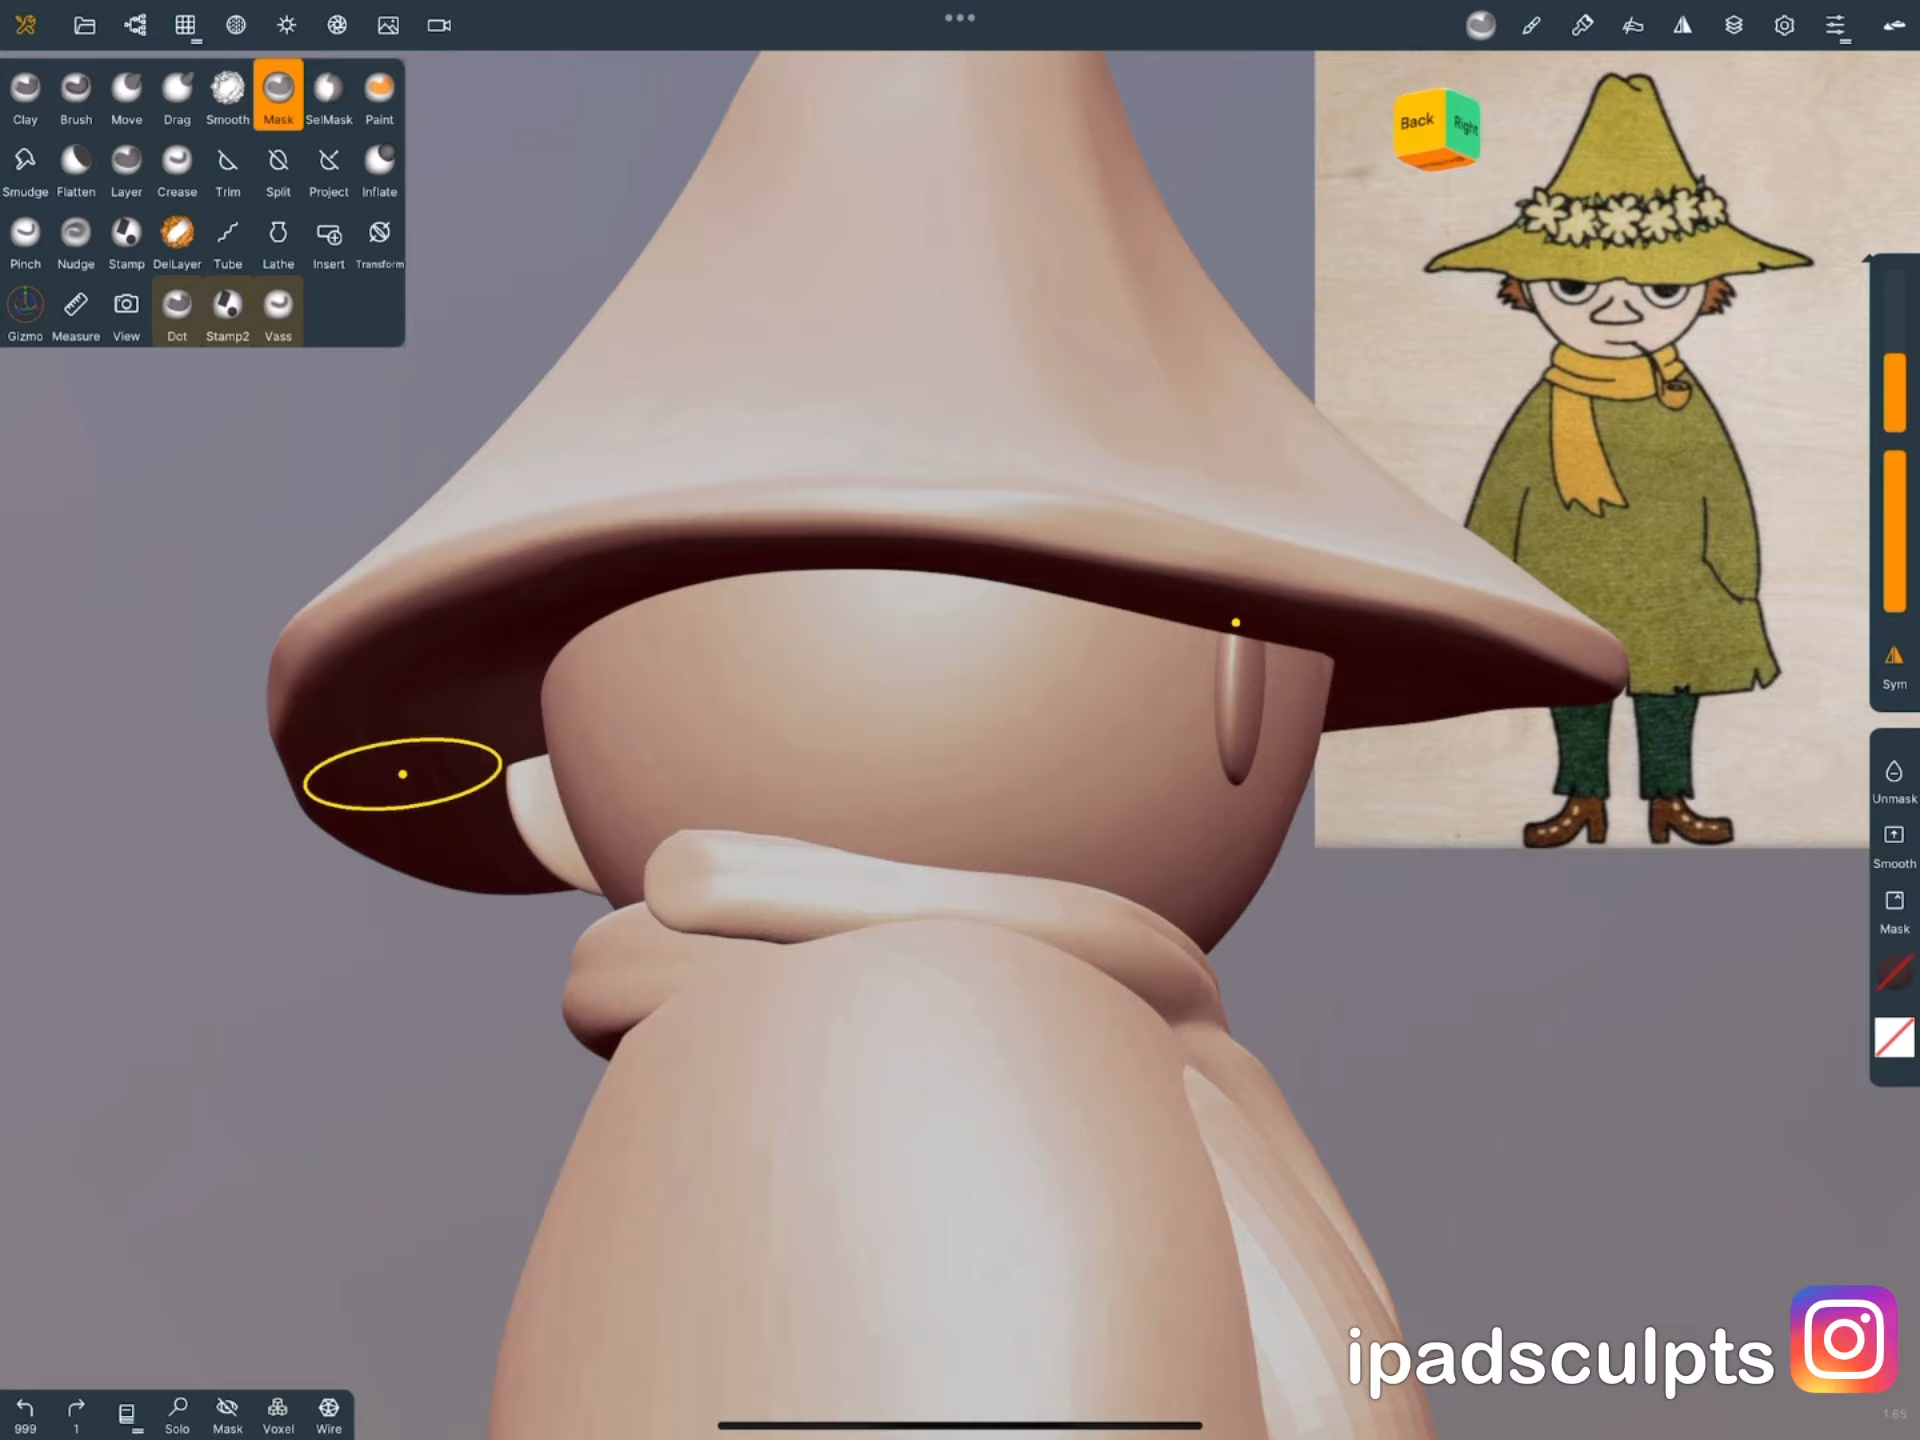 Clay Brush Move Drag Smooth Mask SelMask Paint
Smudge Flatten Layer Crease Trim Split Project Inflate
Pinch Nudge Stamp DelLayer Tube Lathe Insert Transform
Gizmo Measure View Dot Stamp2 Vass
Back Right
Sym
Unmask
Smooth
Mask
ipadsculpts
999 1 Solo Mask Voxel Wire
1.65